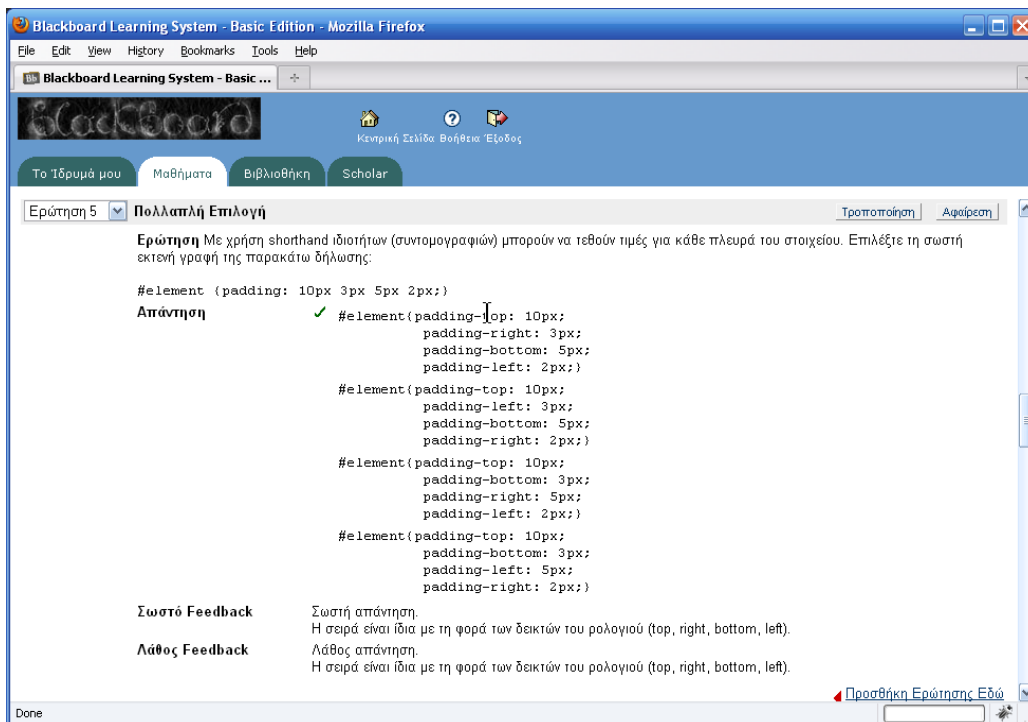 Blackboard Learning System - Basic Edition - Mozilla Firefox
File Edit View History Bookmarks Tools Help
Bb Blackboard Learning System - Basic ...
blackboard
Κεντρική Σελίδα Βοήθεια Έξοδος
Το Ίδρυμά μου Μαθήματα Βιβλιοθήκη Scholar
Ερώτηση 5 Πολλαπλή Επιλογή Τροποποίηση Αφαίρεση
Ερώτηση Με χρήση shorthand ιδιοτήτων (συντομογραφιών) μπορούν να τεθούν τιμές για κάθε πλευρά του στοιχείου. Επιλέξτε τη σωστή
εκτενή γραφή της παρακάτω δήλωσης:
#element {padding: 10px 3px 5px 2px;}
Απάντηση #element{padding-top: 10px;
padding-right: 3px;
padding-bottom: 5px;
padding-left: 2px;}
#element{padding-top: 10px;
padding-left: 3px;
padding-bottom: 5px;
padding-right: 2px;}
#element{padding-top: 10px;
padding-bottom: 3px;
padding-right: 5px;
padding-left: 2px;}
#element{padding-top: 10px;
padding-bottom: 3px;
padding-left: 5px;
padding-right: 2px;}
Σωστό Feedback Σωστή απάντηση.
Η σειρά είναι ίδια με τη φορά των δεικτών του ρολογιού (top, right, bottom, left).
Λάθος Feedback Λάθος απάντηση.
Η σειρά είναι ίδια με τη φορά των δεικτών του ρολογιού (top, right, bottom, left).
Προσθήκη Ερώτησης Εδώ
Done